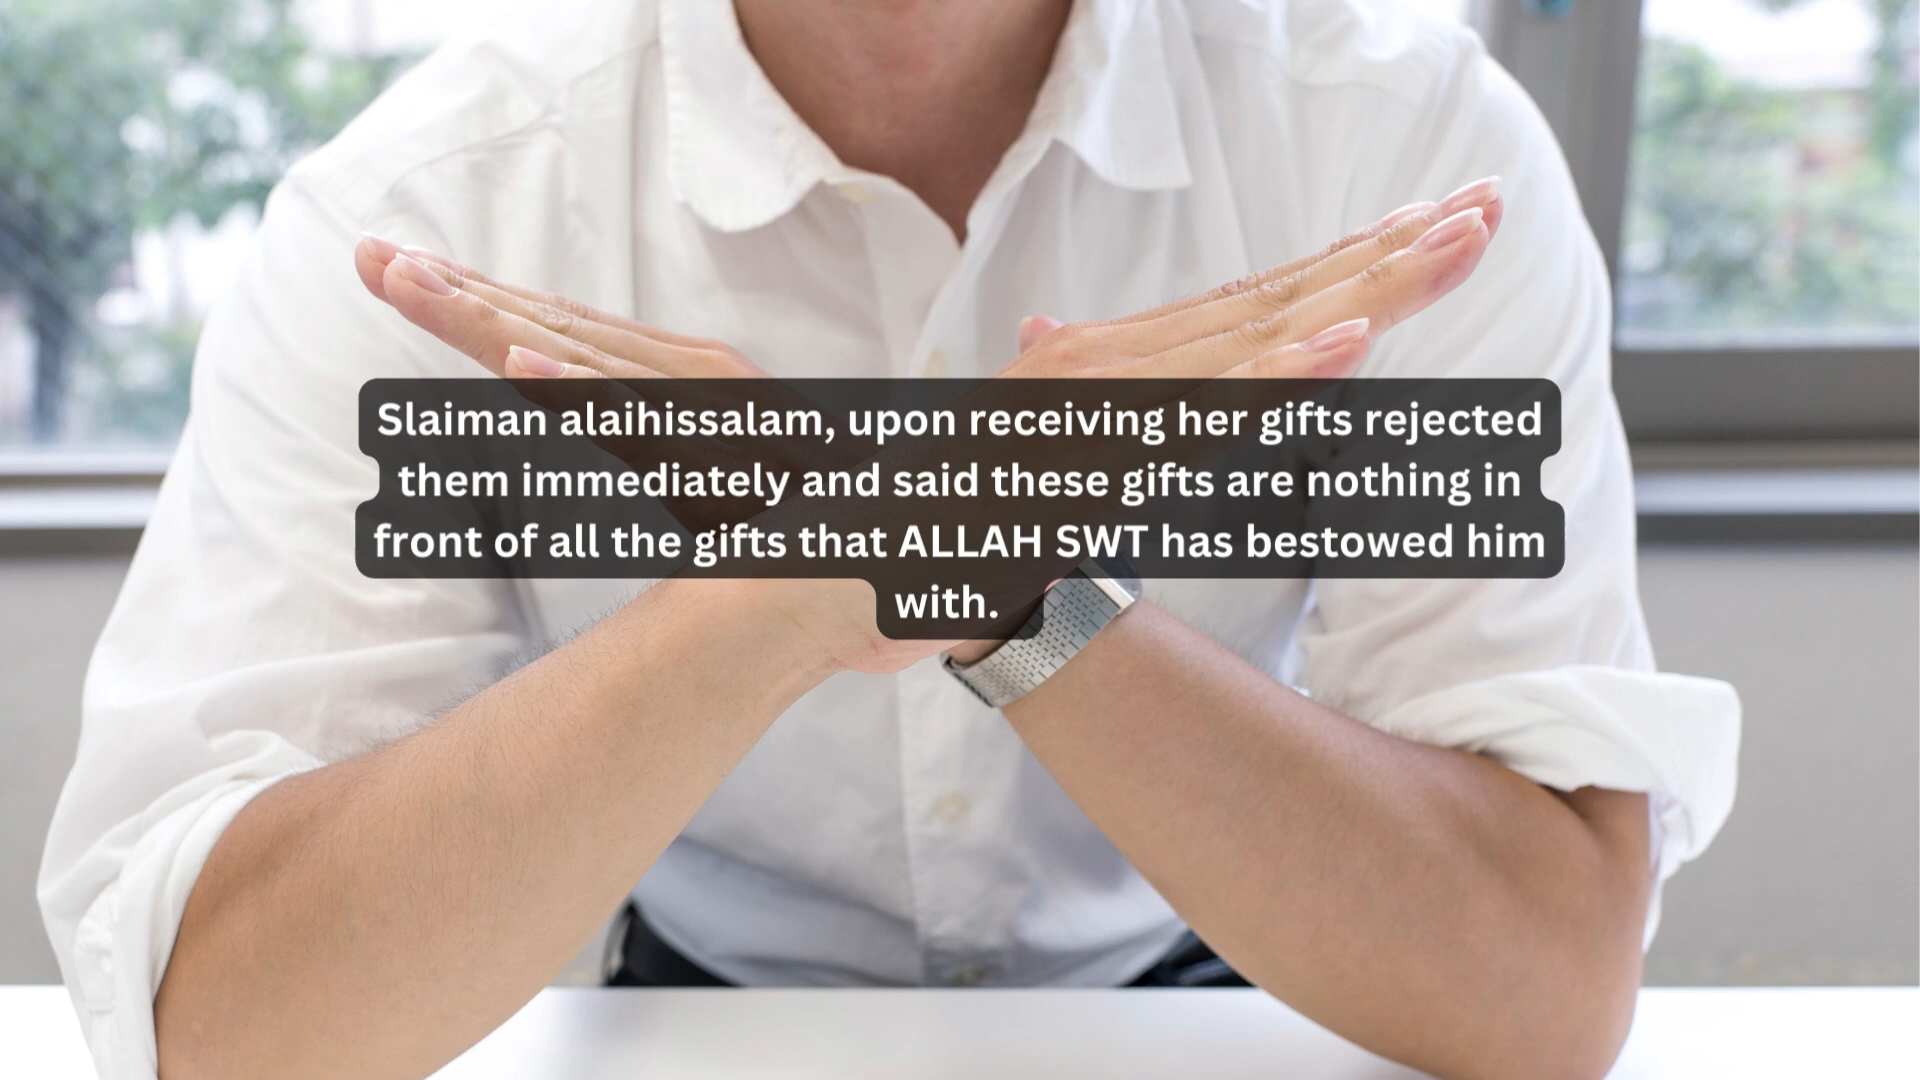 Slaiman alaihissalam, upon receiving her gifts rejected
them immediately and said these gifts are nothing in
front of all the gifts that ALLAH SWT has bestowed him
with.